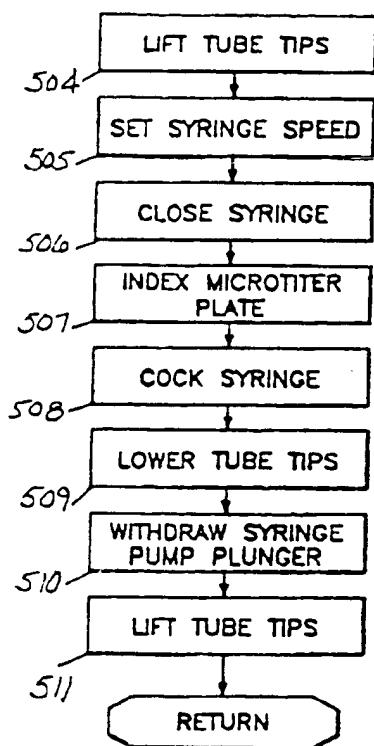 LIFT TUBE TIPS
504
SET SYRINGE SPEED
505
CLOSE SYRINGE
506
INDEX MICROTITER
PLATE
507
COCK SYRINGE
508
LOWER TUBE TIPS
509
WITHDRAW SYRINGE
PUMP PLUNGER
510
LIFT TUBE TIPS
511
RETURN